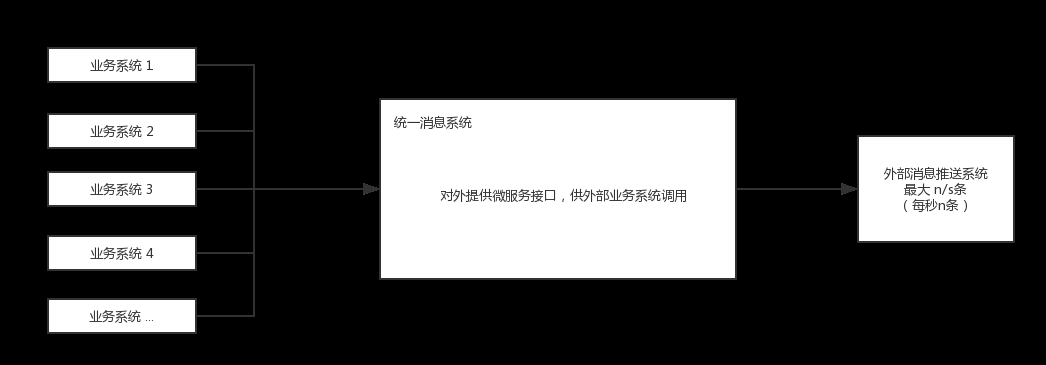 业务系统 1
业务系统 2
业务系统 3
业务系统 4
业务系统 ...
统一消息系统
对外提供微服务接口，供外部业务系统调用
外部消息推送系统
最大 n/s条
（每秒n条）